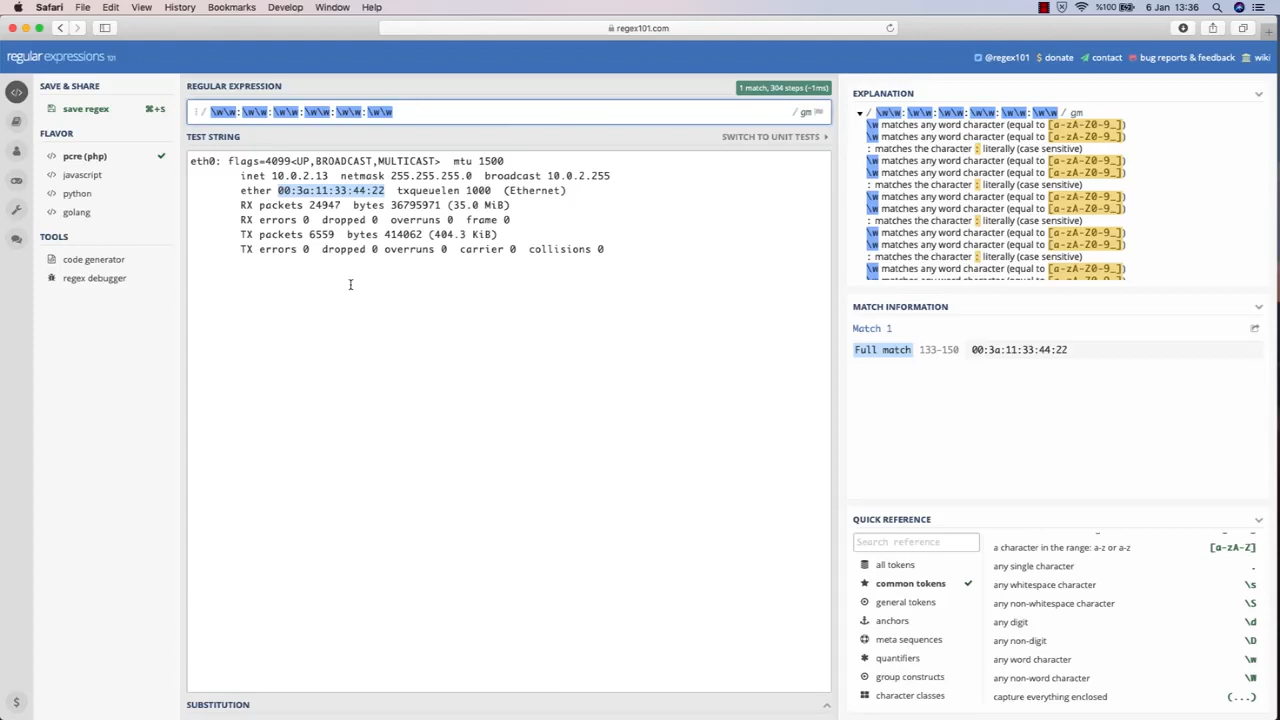 Safari File Edit View History Bookmarks Develop Window Help
%100 6 Jan 13:36
regex101.com
regular expressions 101
@regex101 donate contact bug reports & feedback wiki
SAVE & SHARE
save regex ⌘+S
FLAVOR
</> pcre (php)
</> javascript
</> python
</> golang
TOOLS
code generator
regex debugger
$
REGULAR EXPRESSION
1 match, 304 steps (~1ms)
/ \w\w:\w\w:\w\w:\w\w:\w\w:\w\w / gm
TEST STRING
SWITCH TO UNIT TESTS
eth0: flags=4099<UP,BROADCAST,MULTICAST> mtu 1500
inet 10.0.2.13 netmask 255.255.255.0 broadcast 10.0.2.255
ether 00:3a:11:33:44:22 txqueuelen 1000 (Ethernet)
RX packets 24947 bytes 36795971 (35.0 MiB)
RX errors 0 dropped 0 overruns 0 frame 0
TX packets 6559 bytes 414062 (404.3 KiB)
TX errors 0 dropped 0 overruns 0 carrier 0 collisions 0
SUBSTITUTION
EXPLANATION
/ \w\w:\w\w:\w\w:\w\w:\w\w:\w\w / gm
\w matches any word character (equal to [a-zA-Z0-9_])
\w matches any word character (equal to [a-zA-Z0-9_])
: matches the character : literally (case sensitive)
\w matches any word character (equal to [a-zA-Z0-9_])
\w matches any word character (equal to [a-zA-Z0-9_])
: matches the character : literally (case sensitive)
\w matches any word character (equal to [a-zA-Z0-9_])
\w matches any word character (equal to [a-zA-Z0-9_])
: matches the character : literally (case sensitive)
\w matches any word character (equal to [a-zA-Z0-9_])
\w matches any word character (equal to [a-zA-Z0-9_])
: matches the character : literally (case sensitive)
\w matches any word character (equal to [a-zA-Z0-9_])
MATCH INFORMATION
Match 1
Full match 133-150 00:3a:11:33:44:22
QUICK REFERENCE
Search reference
all tokens
common tokens
general tokens
anchors
meta sequences
quantifiers
group constructs
character classes
a character in the range: a-z or a-z [a-zA-Z]
any single character .
any whitespace character \s
any non-whitespace character \S
any digit \d
any non-digit \D
any word character \w
any non-word character \W
capture everything enclosed (...)